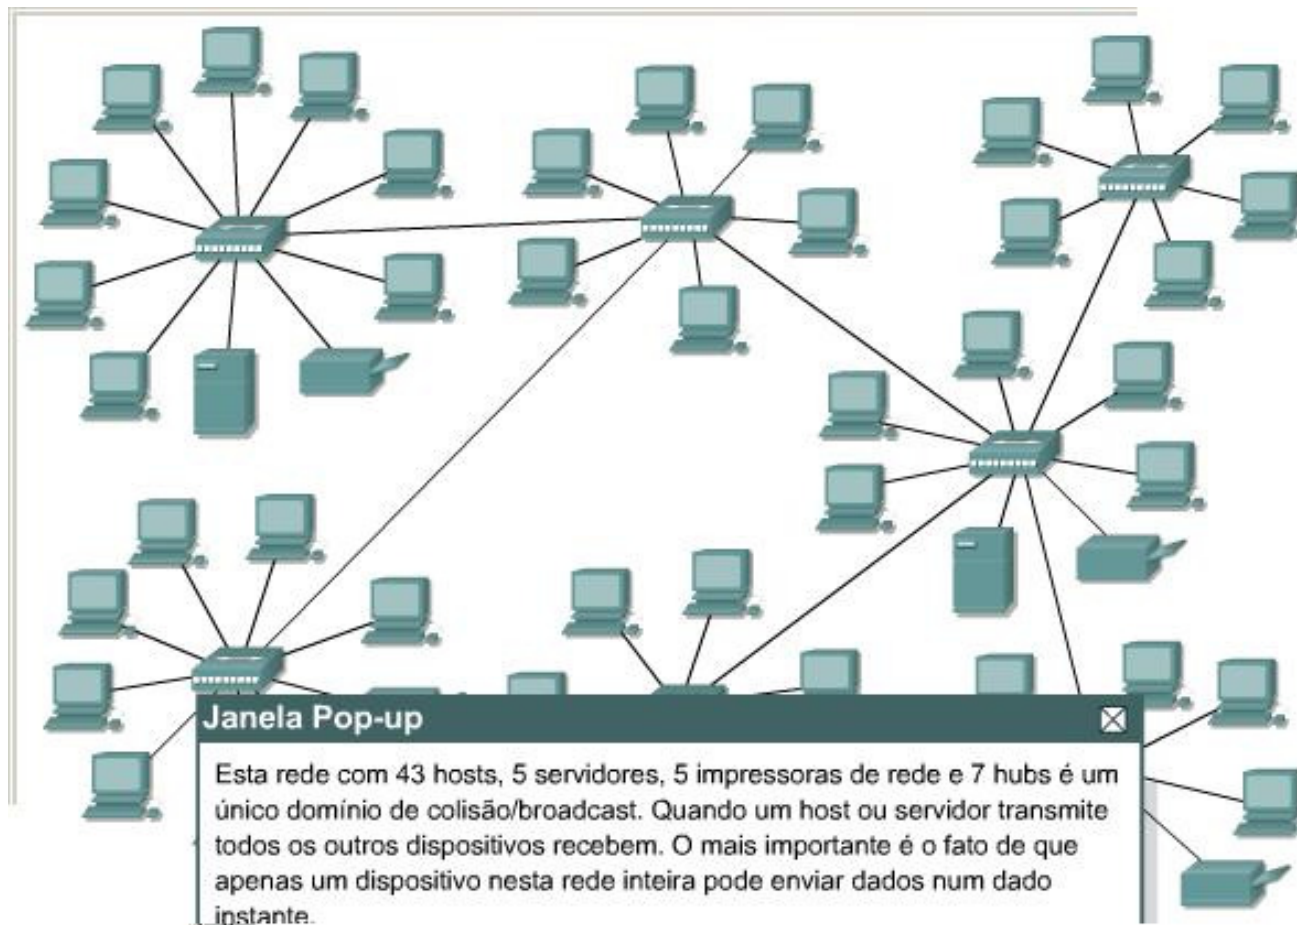 Janela Pop-up
Esta rede com 43 hosts, 5 servidores, 5 impressoras de rede e 7 hubs é um
único domínio de colisão/broadcast. Quando um host ou servidor transmite
todos os outros dispositivos recebem. O mais importante é o fato de que
apenas um dispositivo nesta rede inteira pode enviar dados num dado
instante.